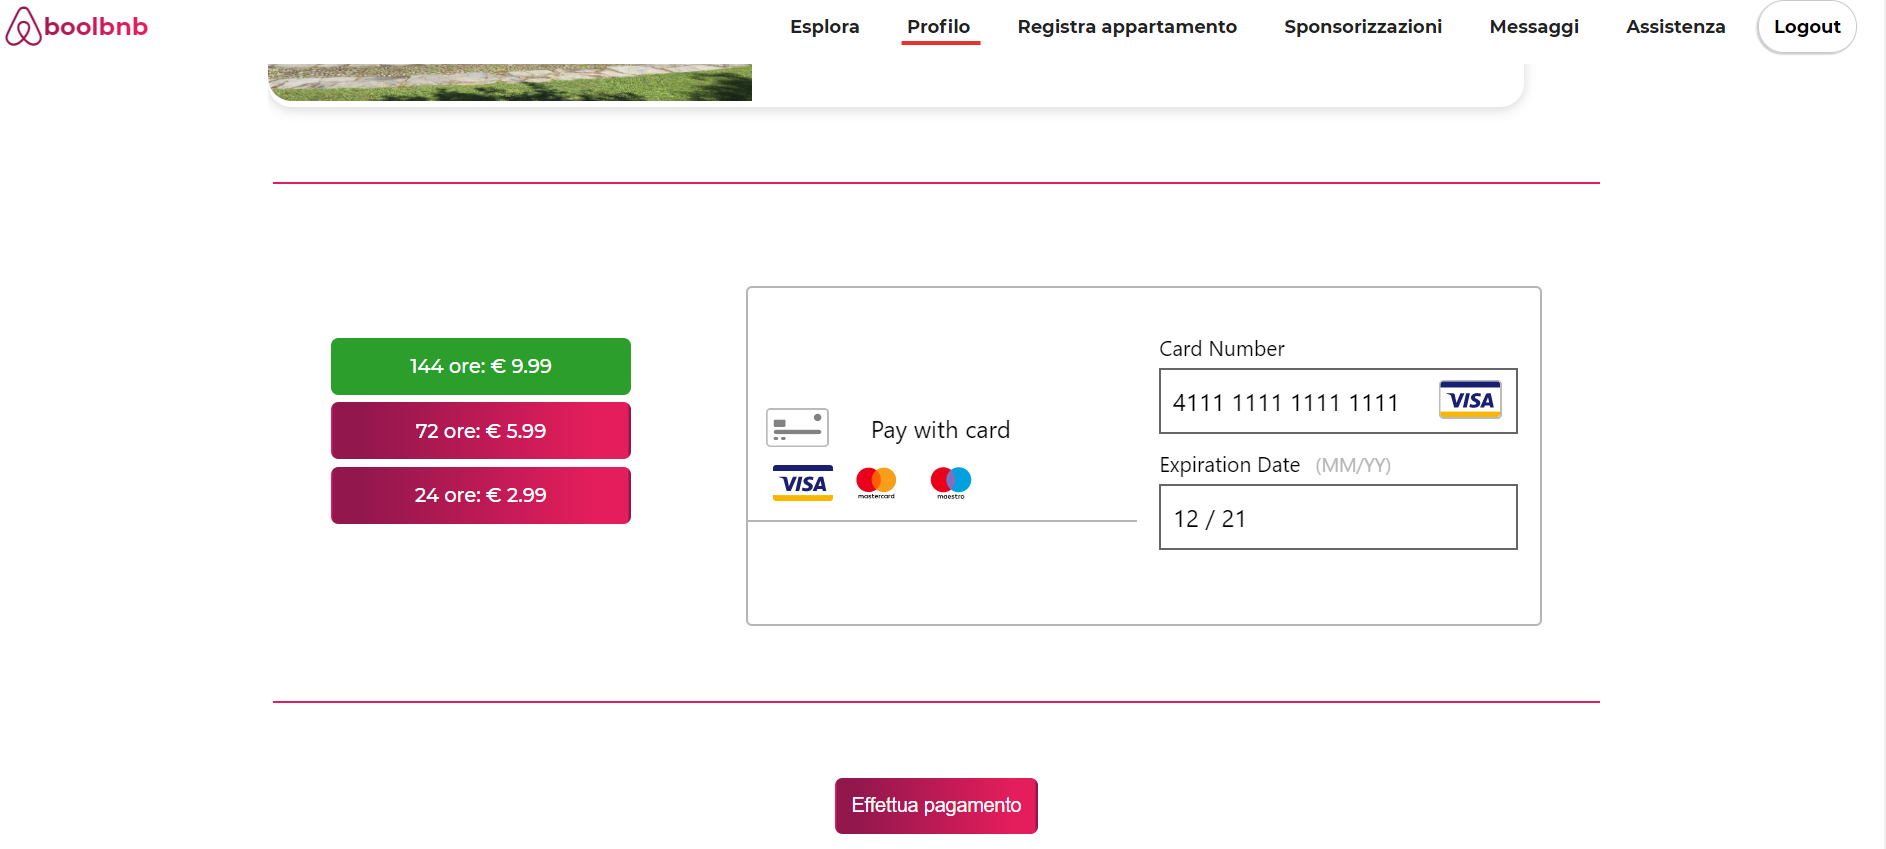 boolbnb
Esplora Profilo Registra appartamento Sponsorizzazioni Messaggi Assistenza Logout
144 ore: € 9.99
72 ore: € 5.99
24 ore: € 2.99
Pay with card
VISA mastercard maestro
Card Number
4111 1111 1111 1111 VISA
Expiration Date (MM/YY)
12 / 21
Effettua pagamento